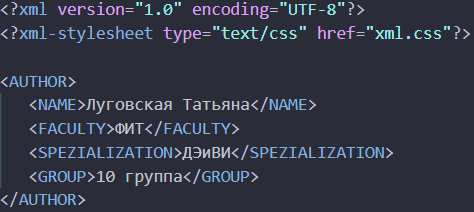 <?xml version="1.0" encoding="UTF-8"?>
<?xml-stylesheet type="text/css" href="xml.css"?>
<AUTHOR>
<NAME>Луговская Татьяна</NAME>
<FACULTY>ФИТ</FACULTY>
<SPEZIALIZATION>ДЭиВИ</SPEZIALIZATION>
<GROUP>10 группа</GROUP>
</AUTHOR>